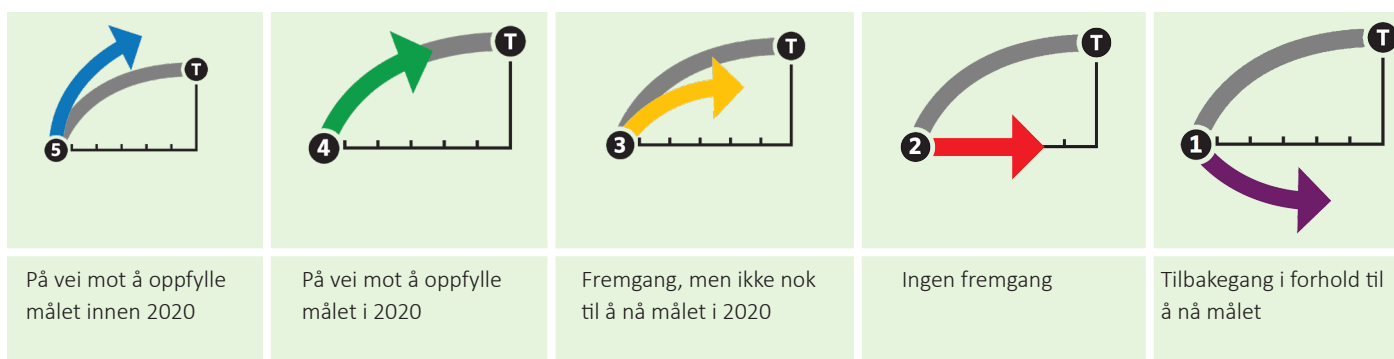 T
5
T
4
T
3
T
2
T
1
På vei mot å oppfylle
målet innen 2020
På vei mot å oppfylle
målet i 2020
Fremgang, men ikke nok
til å nå målet i 2020
Ingen fremgang
Tilbakegang i forhold til
å nå målet